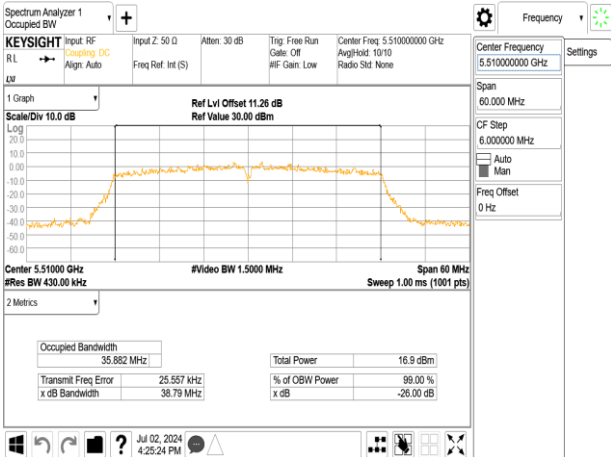 Spectrum Analyzer 1
Occupied BW
KEYSIGHT
RL
Input: RF
Coupling: DC
Align: Auto
Input Z: 50 Ω
Freq Ref: Int (S)
Atten: 30 dB
Trig: Free Run
Gate: Off
#IF Gain: Low
Center Freq: 5.510000000 GHz
Avg|Hold: 10/10
Radio Std: None
LXI
1 Graph
Scale/Div 10.0 dB
Ref Lvl Offset 11.26 dB
Ref Value 30.00 dBm
Log
20.0
10.0
0.00
-10.0
-20.0
-30.0
-40.0
-50.0
-60.0
Center 5.51000 GHz
#Res BW 430.00 kHz
#Video BW 1.5000 MHz
Span 60 MHz
Sweep 1.00 ms (1001 pts)
2 Metrics
Occupied Bandwidth
35.882 MHz
Transmit Freq Error 25.557 kHz
x dB Bandwidth 38.79 MHz
Total Power 16.9 dBm
% of OBW Power 99.00 %
x dB -26.00 dB
?
Jul 02, 2024
4:25:24 PM
Frequency
Settings
Center Frequency
5.510000000 GHz
Span
60.000 MHz
CF Step
6.000000 MHz
Auto
Man
Freq Offset
0 Hz